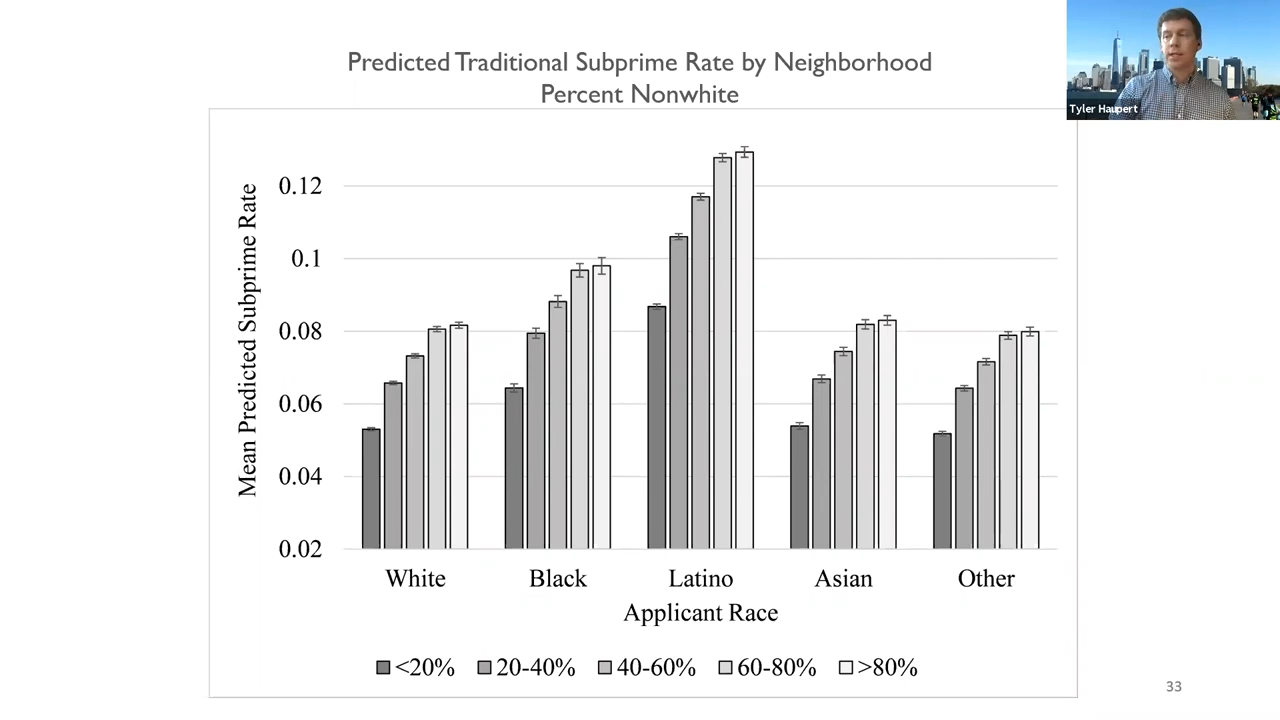 Predicted Traditional Subprime Rate by Neighborhood
Percent Nonwhite
Tyler Haupert
Mean Predicted Subprime Rate
0.12
0.1
0.08
0.06
0.04
0.02
White Black Latino Asian Other
Applicant Race
<20% 20-40% 40-60% 60-80% >80%
33